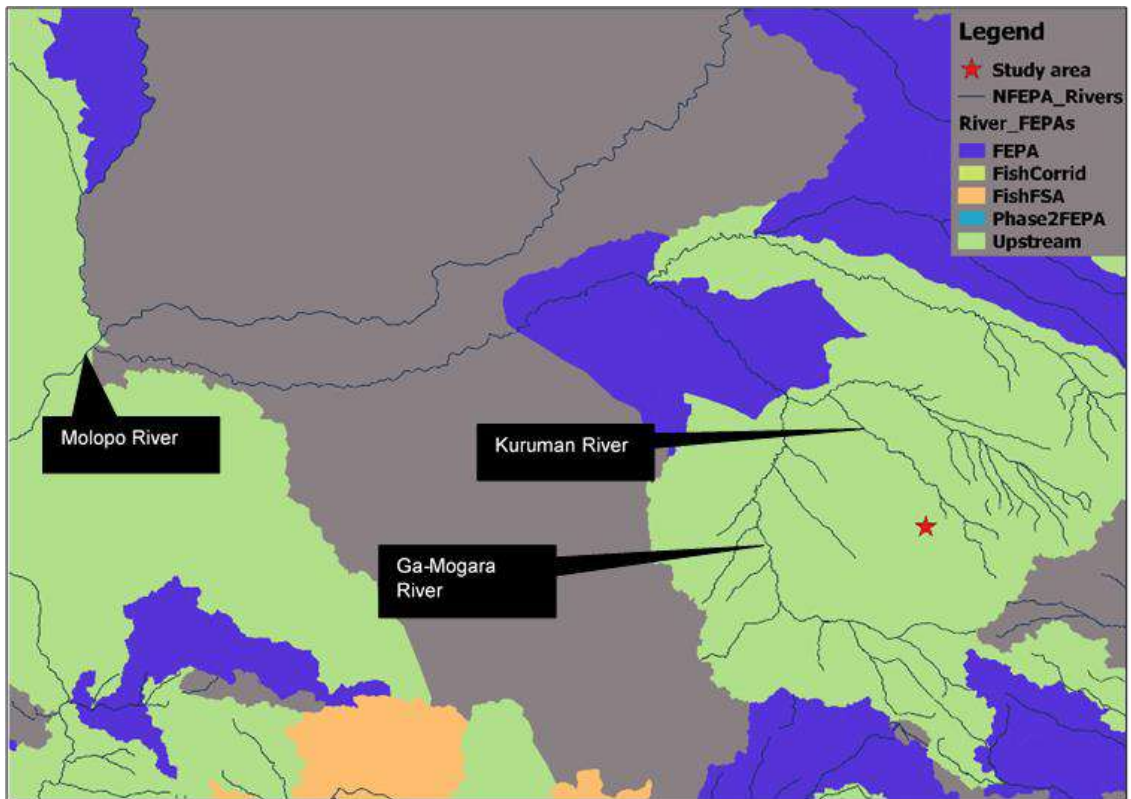 Legend
Study area
NFEPA_Rivers
River_FEPAs
FEPA
FishCorrid
FishFSA
Phase2FEPA
Upstream
Molopo River
Kuruman River
Ga-Mogara
River